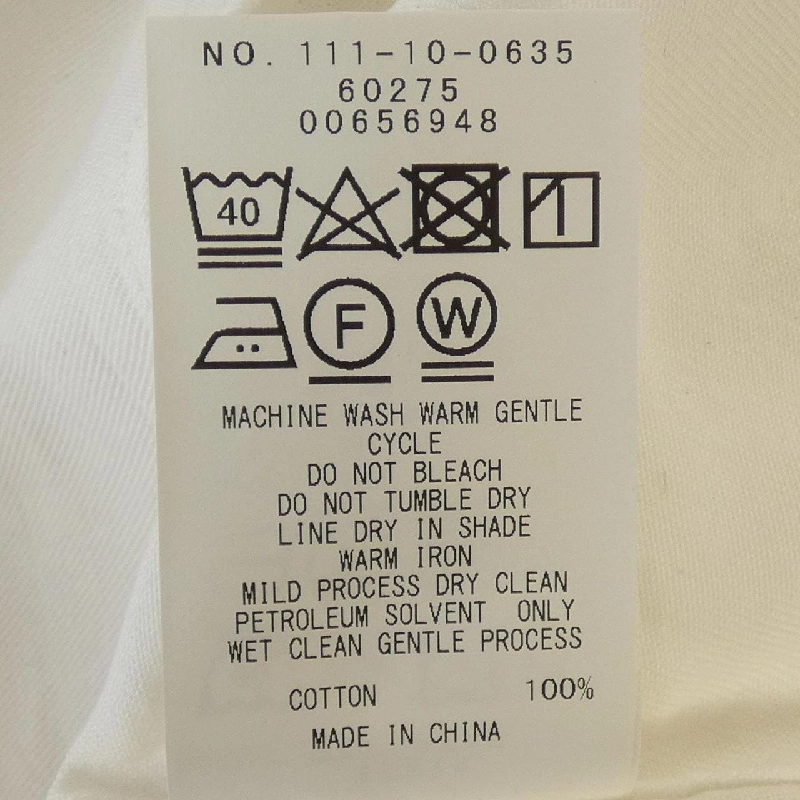 NO. 111-10-0635
60275
00656948
40
F W
MACHINE WASH WARM GENTLE
CYCLE
DO NOT BLEACH
DO NOT TUMBLE DRY
LINE DRY IN SHADE
WARM IRON
MILD PROCESS DRY CLEAN
PETROLEUM SOLVENT ONLY
WET CLEAN GENTLE PROCESS
COTTON 100%
MADE IN CHINA